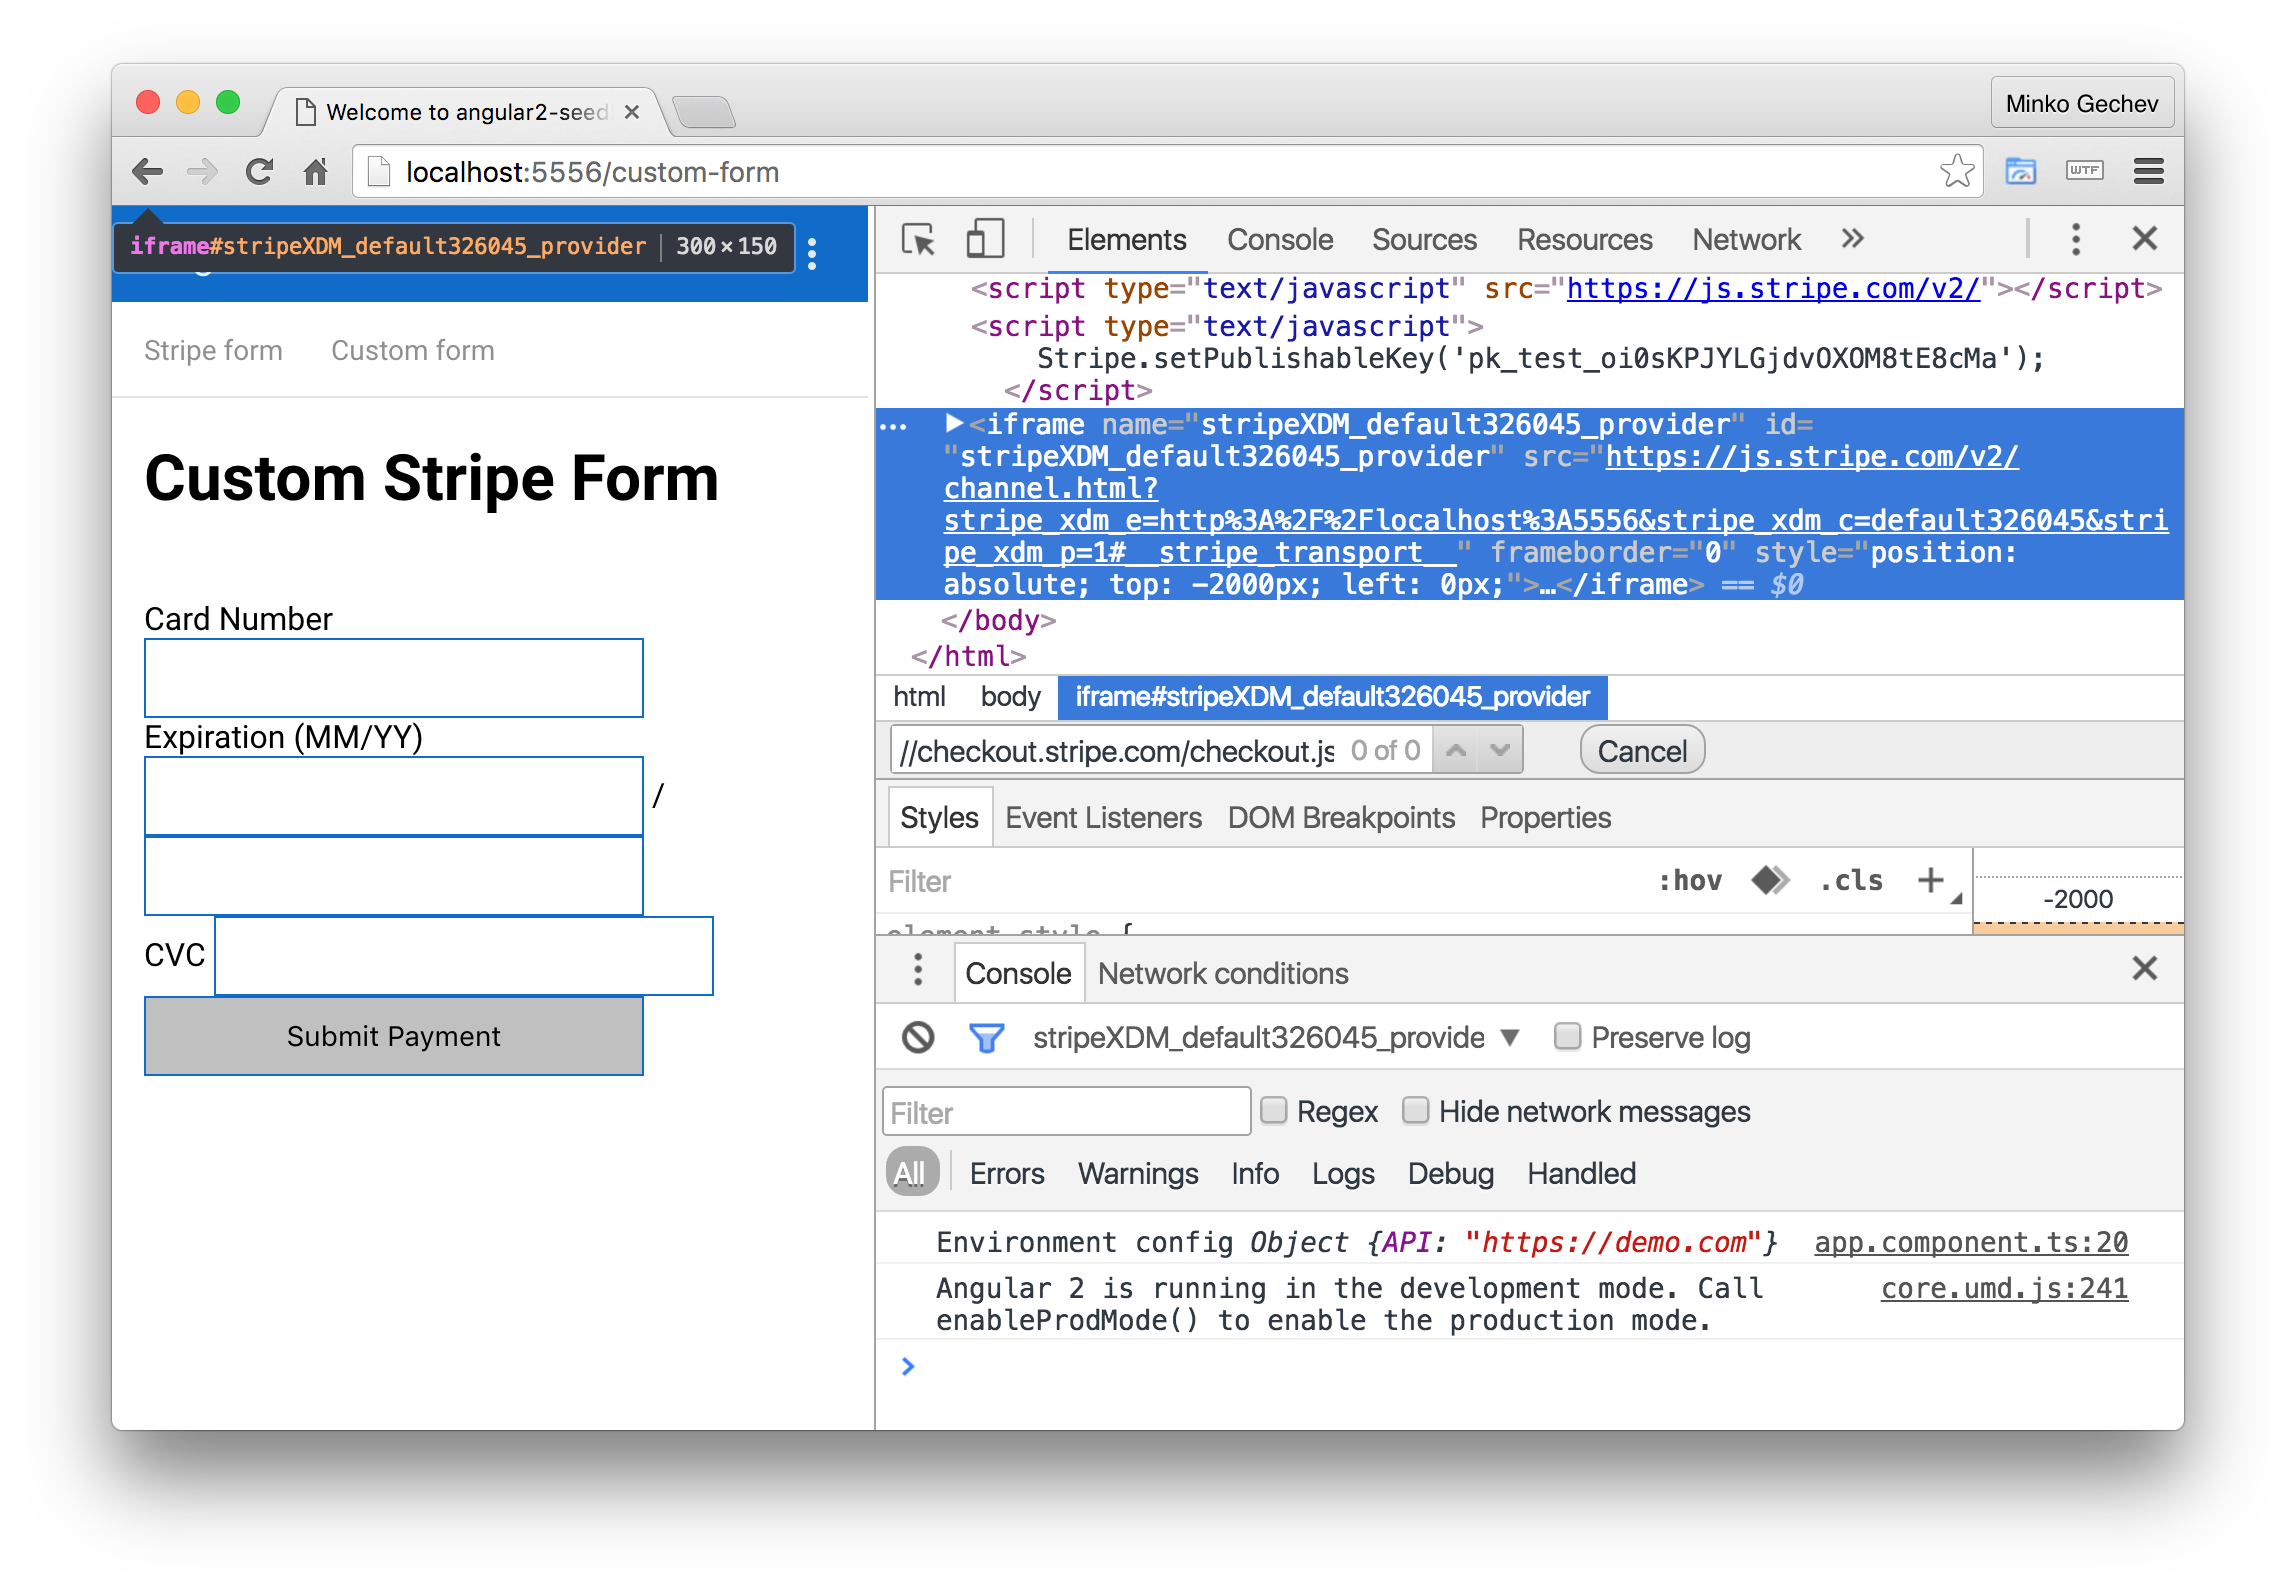 Welcome to angular2-seed
Minko Gechev
localhost:5556/custom-form
WTF
iframe#stripeXDM_default326045_provider 300 × 150
Stripe form Custom form
Custom Stripe Form
Card Number
Expiration (MM/YY)
/
CVC
Submit Payment
Elements Console Sources Resources Network
<script type="text/javascript" src="https://js.stripe.com/v2/"></script>
<script type="text/javascript">
Stripe.setPublishableKey('pk_test_oi0sKPJYLGjdvOXOM8tE8cMa');
</script>
<iframe name="stripeXDM_default326045_provider" id=
"stripeXDM_default326045_provider" src="https://js.stripe.com/v2/
channel.html?
stripe_xdm_e=http%3A%2F%2Flocalhost%3A5556&stripe_xdm_c=default326045&stri
pe_xdm_p=1#__stripe_transport__" frameborder="0" style="position:
absolute; top: -2000px; left: 0px;">…</iframe> == $0
</body>
</html>
html body iframe#stripeXDM_default326045_provider
//checkout.stripe.com/checkout.js 0 of 0 Cancel
Styles Event Listeners DOM Breakpoints Properties
Filter :hov .cls +
-2000
element.style {
Console Network conditions
stripeXDM_default326045_provide ▼ Preserve log
Filter Regex Hide network messages
All Errors Warnings Info Logs Debug Handled
Environment config Object {API: "https://demo.com"} app.component.ts:20
Angular 2 is running in the development mode. Call core.umd.js:241
enableProdMode() to enable the production mode.